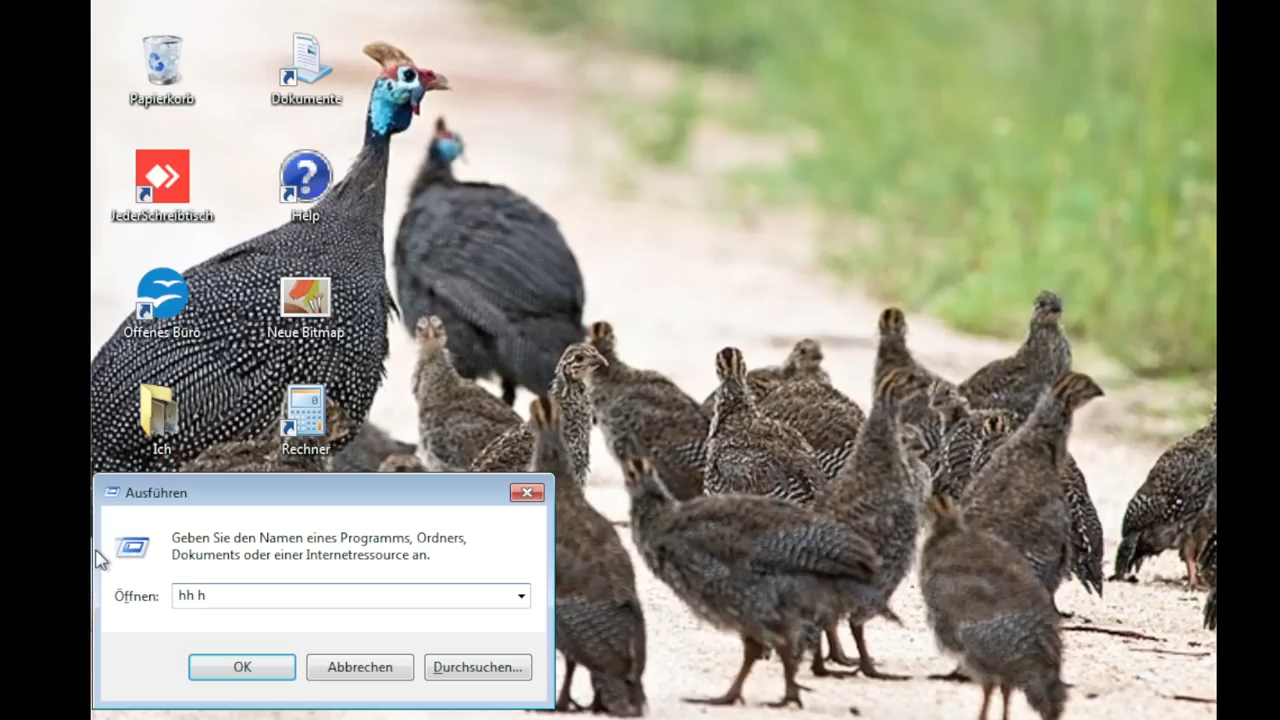 Papierkorb
Dokumente
JederSchreibtisch
Help
Offenes Büro
Neue Bitmap
Ich
0
Rechner
Ausführen
Geben Sie den Namen eines Programms, Ordners,
Dokuments oder einer Internetressource an.
Öffnen: hh h
OK Abbrechen Durchsuchen...